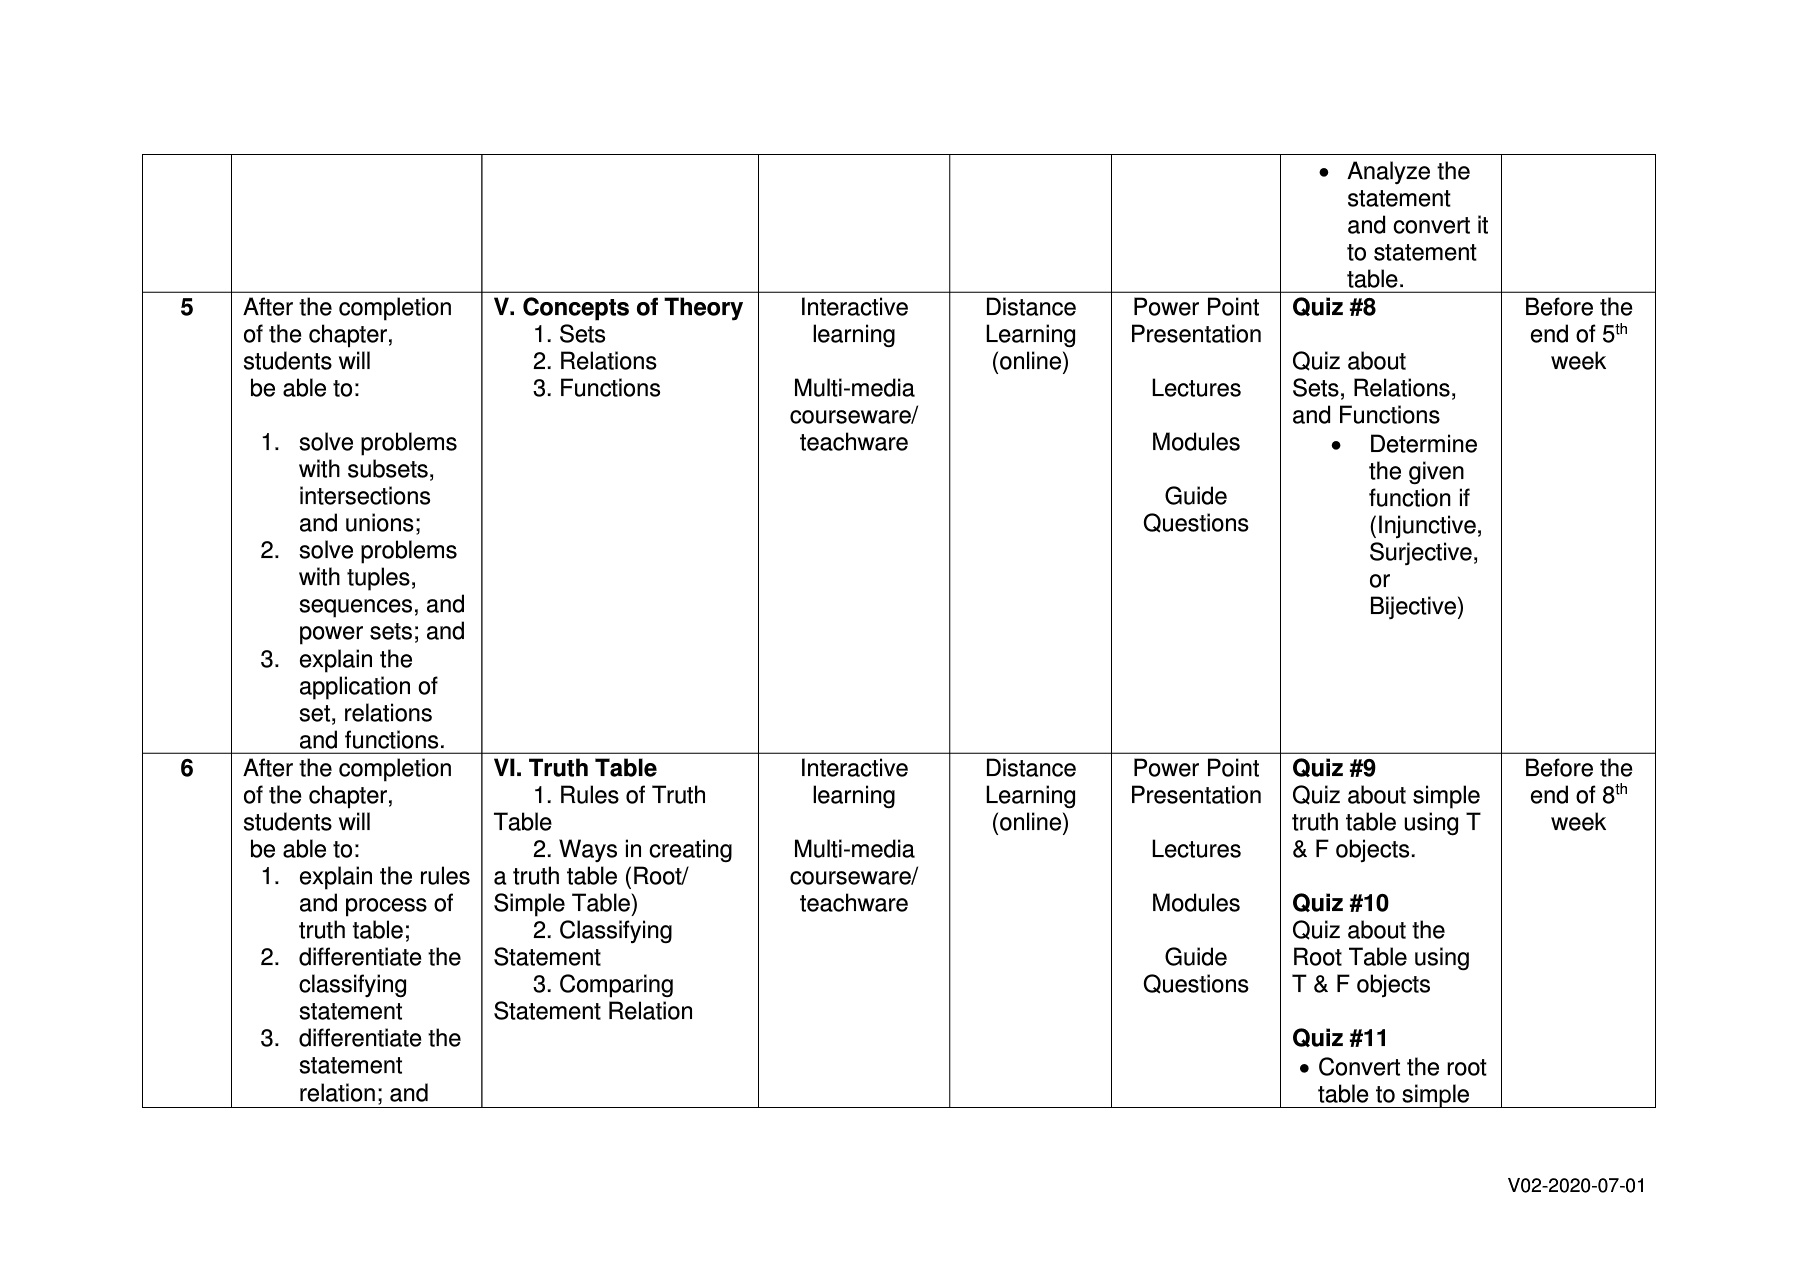 • Analyze the
statement
and convert it
to statement
table.
5
After the completion
of the chapter,
students will
be able to:
1. solve problems
with subsets,
intersections
and unions;
2. solve problems
with tuples,
sequences, and
power sets; and
3. explain the
application of
set, relations
and functions.
V. Concepts of Theory
1. Sets
2. Relations
3. Functions
Interactive
learning
Multi-media
courseware/
teachware
Distance
Learning
(online)
Power Point
Presentation
Lectures
Modules
Guide
Questions
Quiz #8
Quiz about
Sets, Relations,
and Functions
• Determine
the given
function if
(Injunctive,
Surjective,
or
Bijective)
Before the
end of 5th
week
6
After the completion
of the chapter,
students will
be able to:
1. explain the rules
and process of
truth table;
2. differentiate the
classifying
statement
3. differentiate the
statement
relation; and
VI. Truth Table
1. Rules of Truth
Table
2. Ways in creating
a truth table (Root/
Simple Table)
2. Classifying
Statement
3. Comparing
Statement Relation
Interactive
learning
Multi-media
courseware/
teachware
Distance
Learning
(online)
Power Point
Presentation
Lectures
Modules
Guide
Questions
Quiz #9
Quiz about simple
truth table using T
& F objects.
Quiz #10
Quiz about the
Root Table using
T & F objects
Quiz #11
• Convert the root
table to simple
Before the
end of 8th
week
V02-2020-07-01